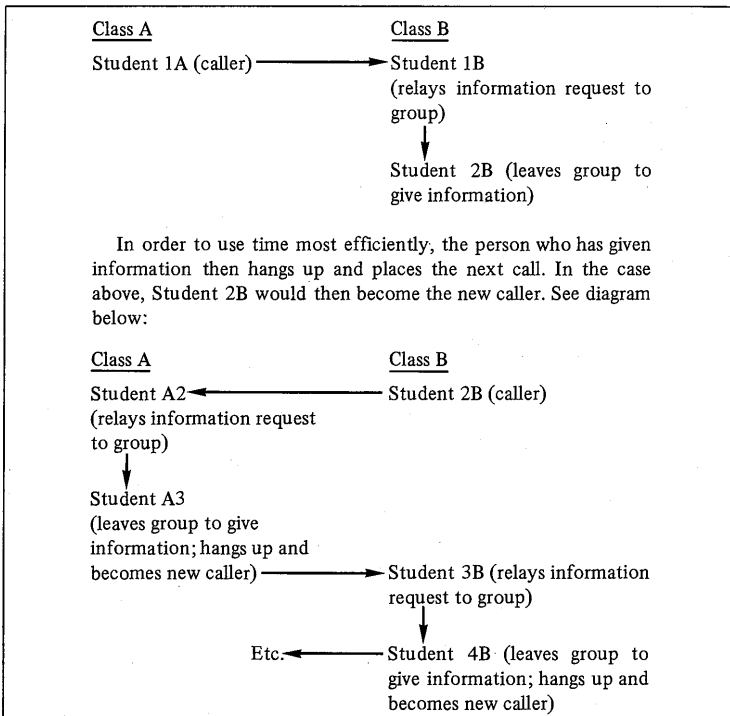 Class A
Class B
Student 1A (caller)
Student 1B
(relays information request to
group)
Student 2B (leaves group to
give information)
In order to use time most efficiently, the person who has given
information then hangs up and places the next call. In the case
above, Student 2B would then become the new caller. See diagram
below:
Class A
Class B
Student A2
Student 2B (caller)
(relays information request
to group)
Student A3
(leaves group to give
information; hangs up and
becomes new caller)
Student 3B (relays information
request to group)
Etc.
Student 4B (leaves group to
give information; hangs up and
becomes new caller)